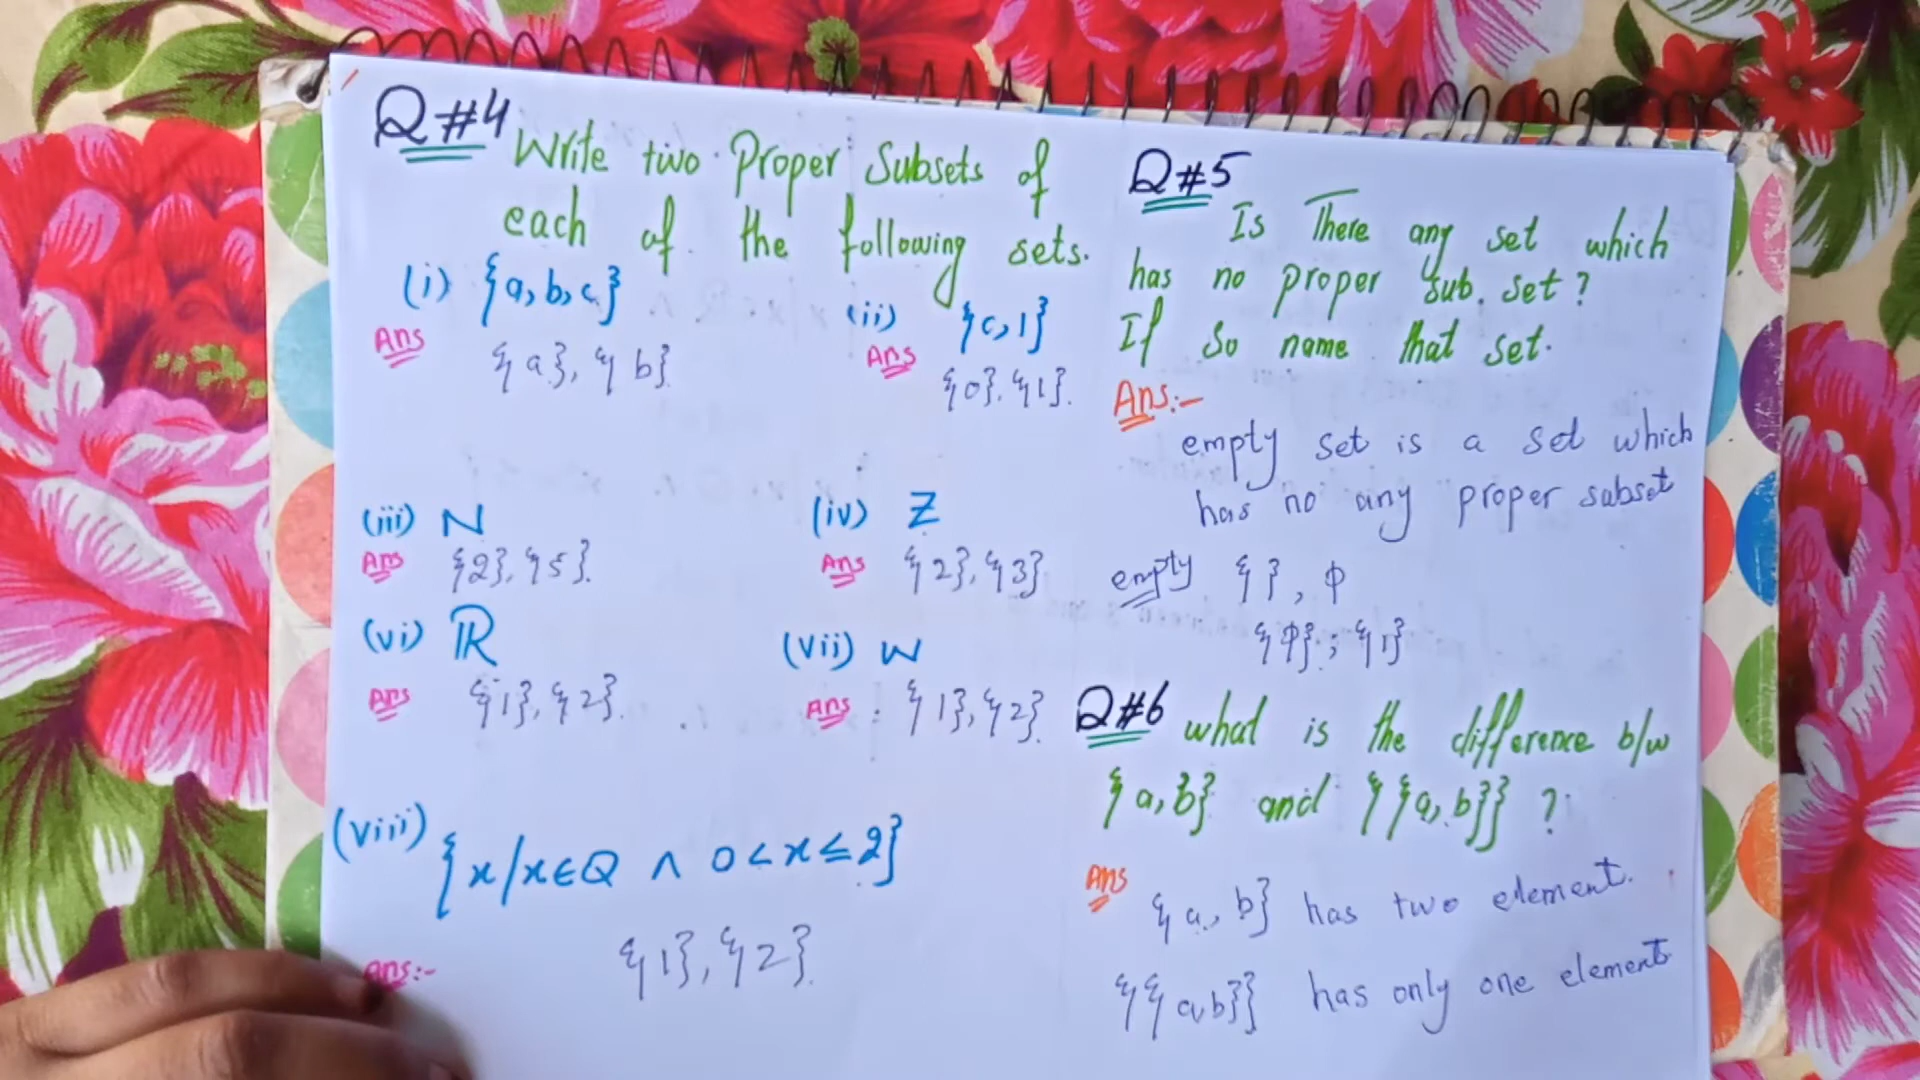 Q#4
Write two Proper Subsets of
each of the following sets.
(i) {a, b, c}
Ans {a}, {b}
(ii) {c, 1}
Ans {0}, {1}.
(iii) N
Ans {2}, {5}.
(iv) Z
Ans {2}, {3}
(vi) ℝ
Ans {1}, {2}.
(vii) W
Ans : {1}, {2}.
(viii) {x/x∈Q ∧ 0<x≤2}
Ans:- {1}, {2}.
Q#5
Is There any set which
has no proper sub. set?
If So name that set.
Ans:-
empty set is a set which
has no any proper subset
empty { }, φ
{φ}; {1}
Q#6 what is the difference b/w
{a, b} and {{a, b}} ?
Ans
{a, b} has two element.
{{a,b}} has only one element